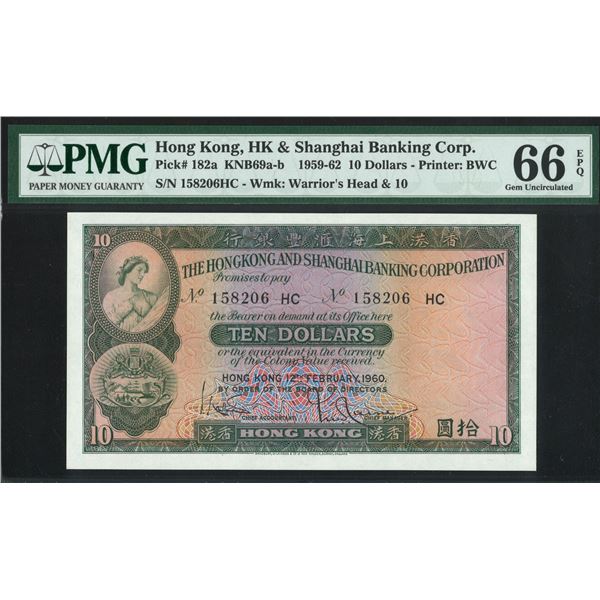 PMG
PAPER MONEY GUARANTY
Hong Kong, HK & Shanghai Banking Corp.
Pick# 182a KNB69a-b 1959-62 10 Dollars - Printer: BWC
S/N 158206HC - Wmk: Warrior's Head & 10
66 EPQ
Gem Uncirculated
10 行銀豐滙海上港香 10
THE HONGKONG AND SHANGHAI BANKING CORPORATION
Promises to pay
No 158206 HC No 158206 HC
the Bearer on demand at its Office here
TEN DOLLARS
or the equivalent in the Currency
of the Colony Value received.
HONG KONG 12TH FEBRUARY, 1960.
BY ORDER OF THE BOARD OF DIRECTORS
CHIEF ACCOUNTANT CHIEF MANAGER
10 港香 HONG KONG 港香 圓拾 10